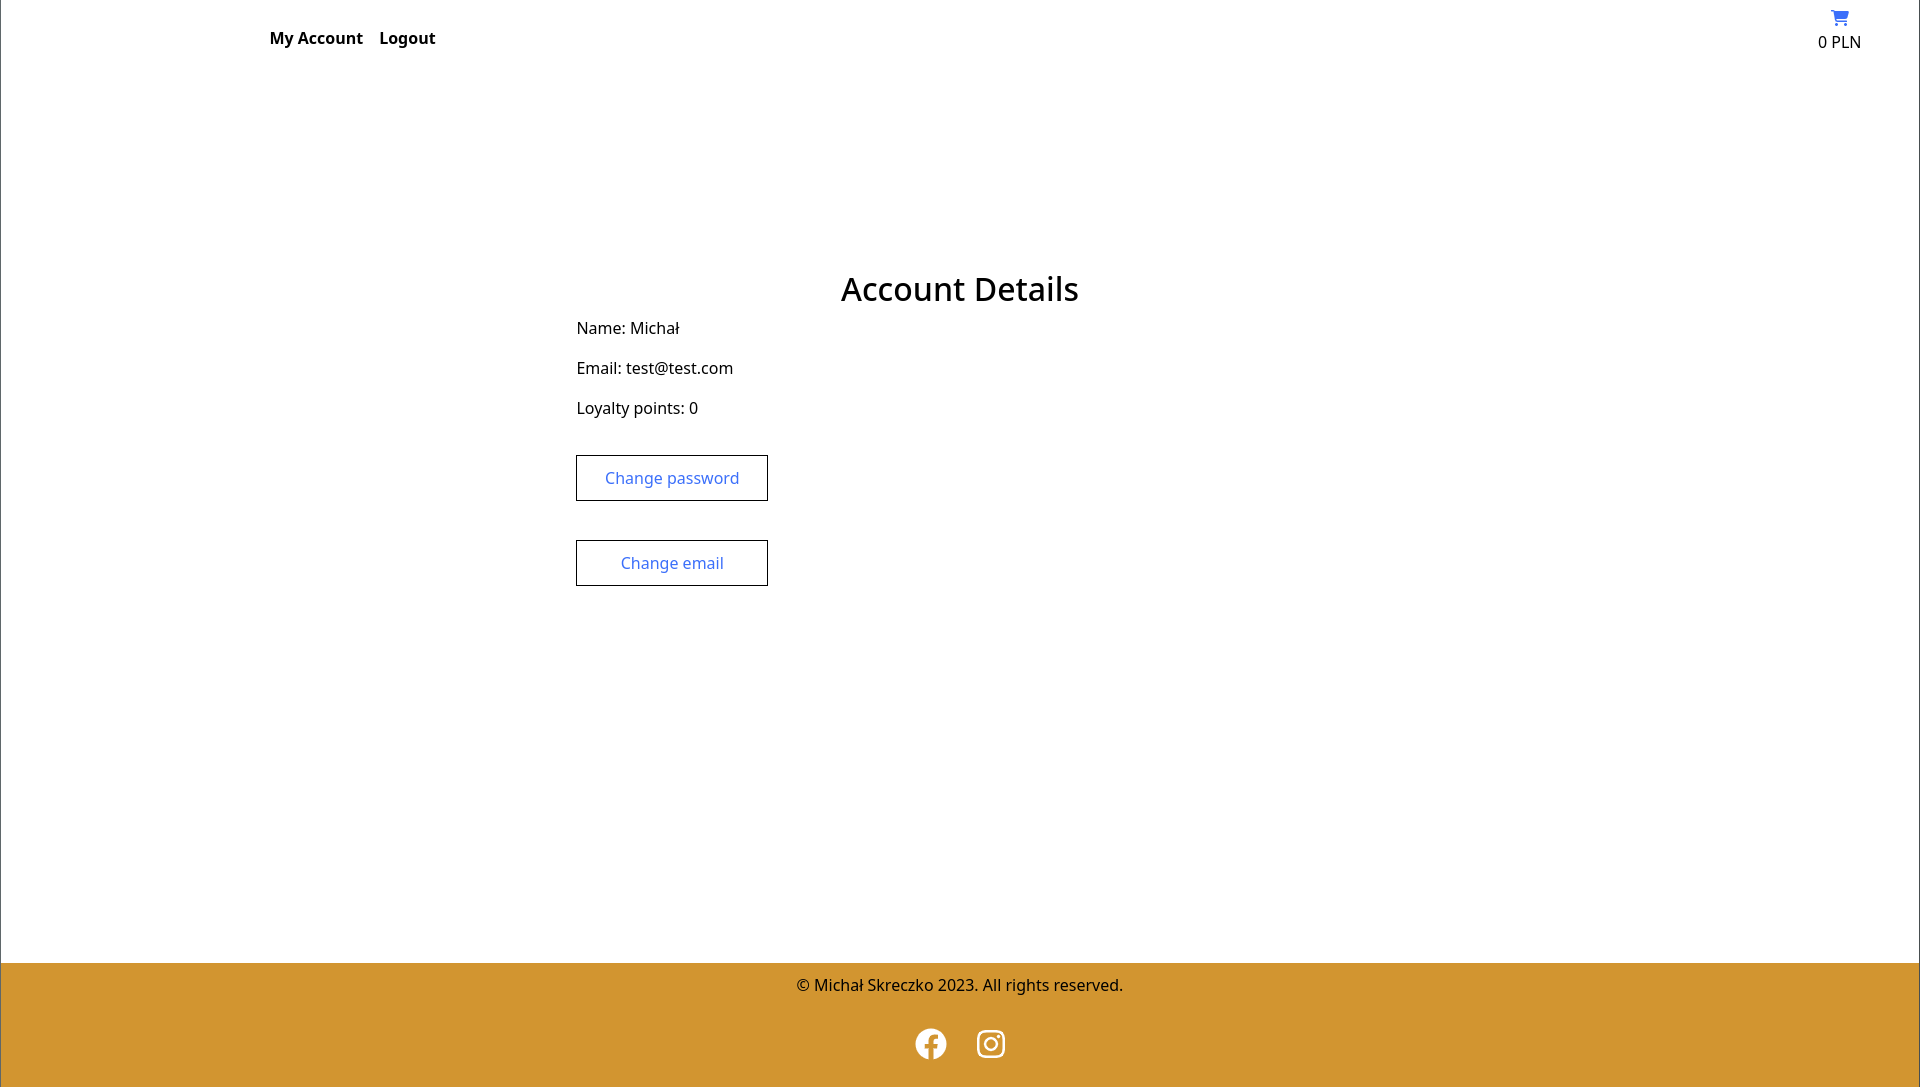 My Account Logout
0 PLN
Account Details
Name: Michał
Email: test@test.com
Loyalty points: 0
Change password
Change email
© Michał Skreczko 2023. All rights reserved.